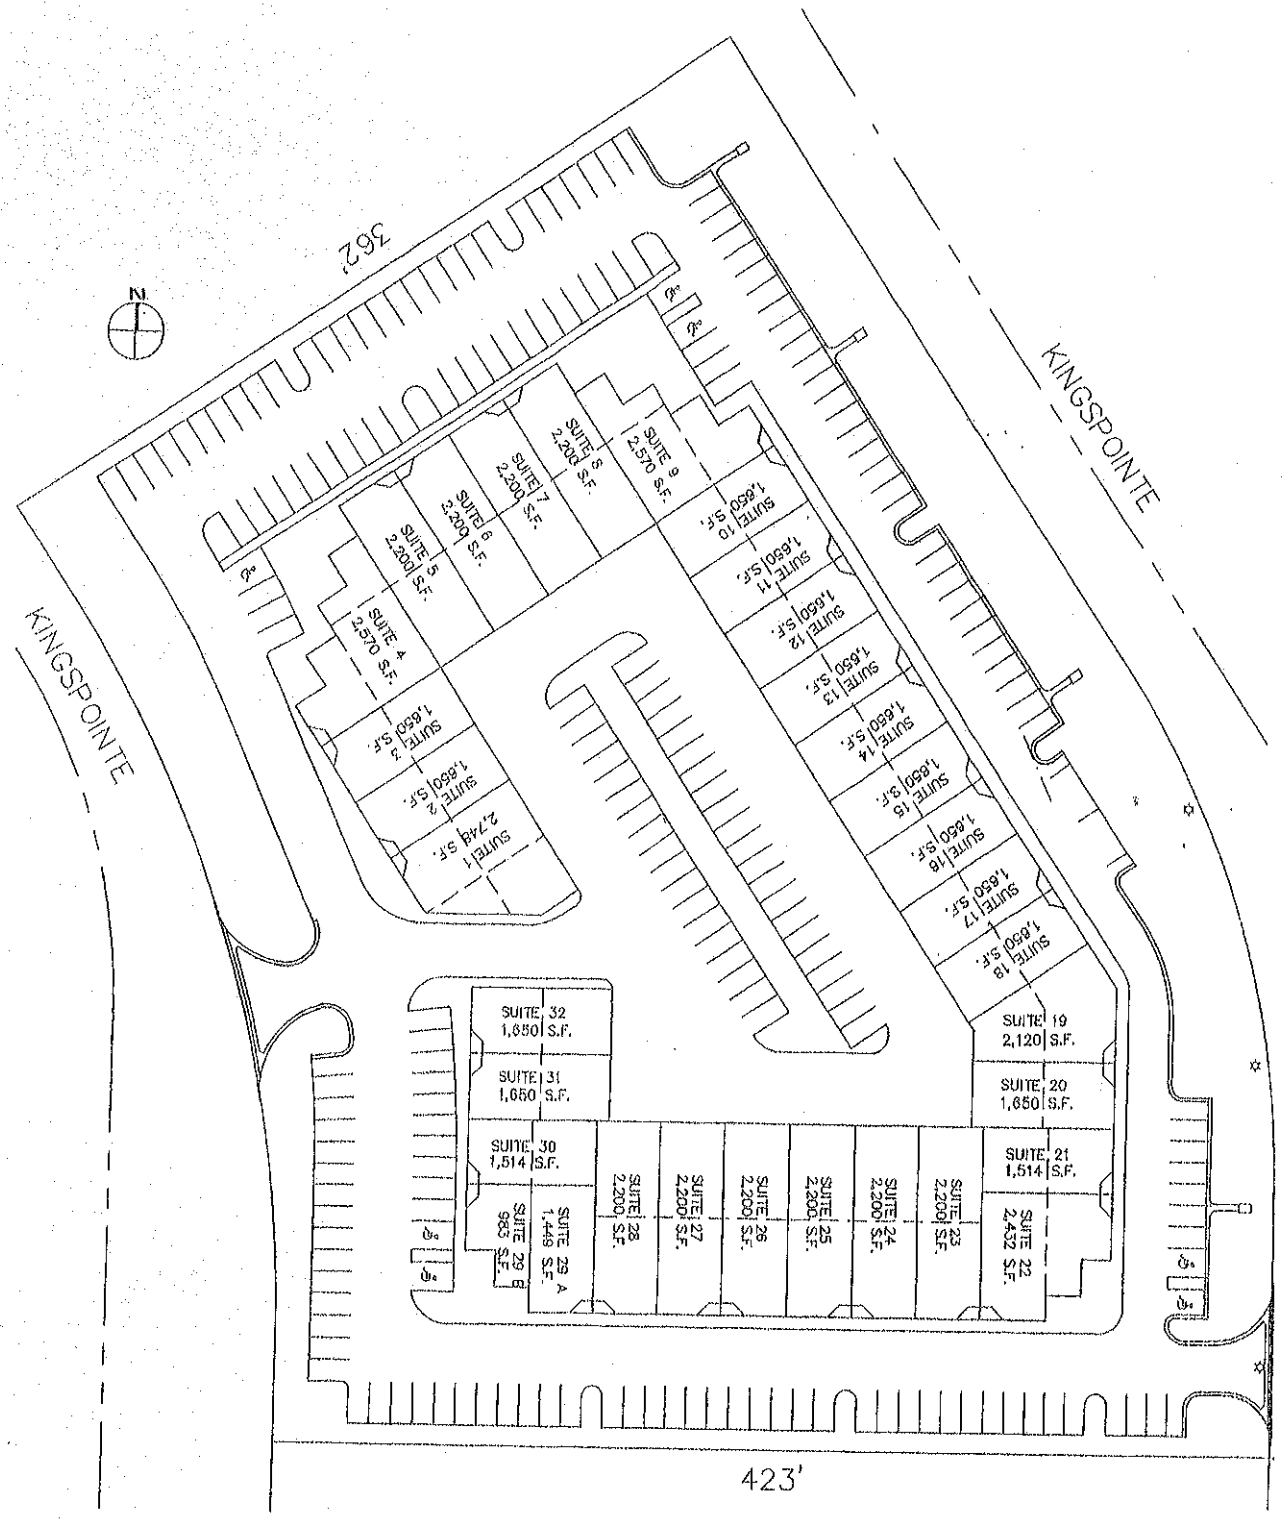 362'
N
KINGSPOINTE
KINGSPOINTE
SUITE 9
2,570 S.F.
SUITE 8
2,200 S.F.
SUITE 7
2,200 S.F.
SUITE 6
2,200 S.F.
SUITE 5
2,200 S.F.
SUITE 4
2,570 S.F.
SUITE 3
1,650 S.F.
SUITE 2
1,650 S.F.
SUITE 1
2,748 S.F.
SUITE 10
1,650 S.F.
SUITE 11
1,650 S.F.
SUITE 12
1,650 S.F.
SUITE 13
1,650 S.F.
SUITE 14
1,650 S.F.
SUITE 15
1,650 S.F.
SUITE 16
1,650 S.F.
SUITE 17
1,650 S.F.
SUITE 18
1,650 S.F.
SUITE 19
2,120 S.F.
SUITE 20
1,650 S.F.
SUITE 21
1,514 S.F.
SUITE 22
2,432 S.F.
SUITE 23
2,200 S.F.
SUITE 24
2,200 S.F.
SUITE 25
2,200 S.F.
SUITE 26
2,200 S.F.
SUITE 27
2,200 S.F.
SUITE 28
2,200 S.F.
SUITE 29 A
1,449 S.F.
SUITE 29 B
983 S.F.
SUITE 30
1,514 S.F.
SUITE 31
1,650 S.F.
SUITE 32
1,650 S.F.
423'